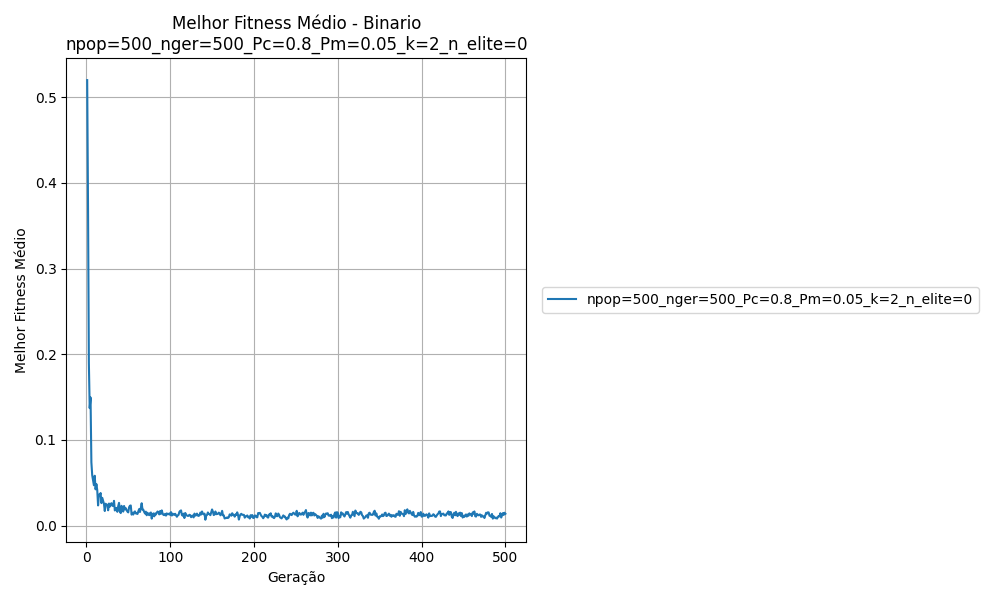 Melhor Fitness Médio - Binario
npop=500_nger=500_Pc=0.8_Pm=0.05_k=2_n_elite=0
Melhor Fitness Médio
0.5
0.4
0.3
0.2
0.1
0.0
0
100
200
300
400
500
Geração
npop=500_nger=500_Pc=0.8_Pm=0.05_k=2_n_elite=0